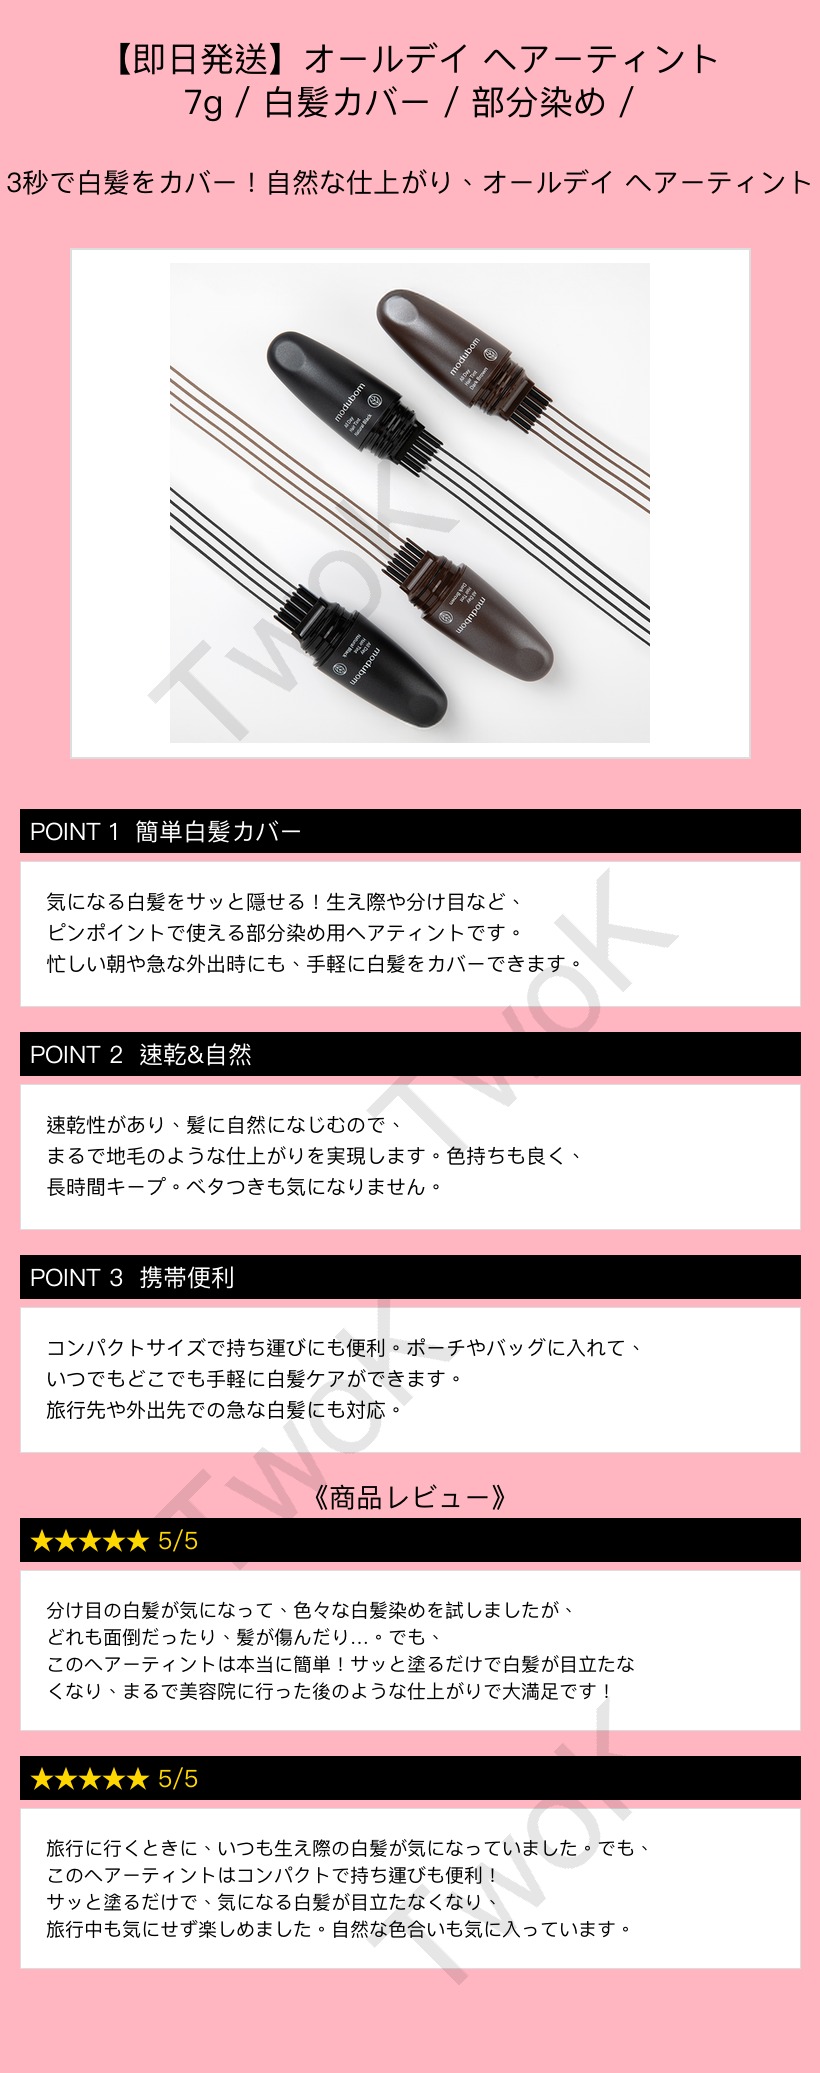 【即日発送】オールデイ ヘアーティント
7g / 白髪カバー / 部分染め /
3秒で白髪をカバー！自然な仕上がり、オールデイ ヘアーティント
modubom
All Day
Hair Tint
Dark Brown
modubom
All Day
Hair Tint
Natural Black
modubom
All Day
Hair Tint
Dark Brown
modubom
All Day
Hair Tint
Natural Black
TwoK
POINT 1 簡単白髪カバー
気になる白髪をサッと隠せる！生え際や分け目など、
ピンポイントで使える部分染め用ヘアティントです。
忙しい朝や急な外出時にも、手軽に白髪をカバーできます。
TwoK
POINT 2 速乾&自然
速乾性があり、髪に自然になじむので、
まるで地毛のような仕上がりを実現します。色持ちも良く、
長時間キープ。ベタつきも気になりません。
POINT 3 携帯便利
コンパクトサイズで持ち運びにも便利。ポーチやバッグに入れて、
いつでもどこでも手軽に白髪ケアができます。
旅行先や外出先での急な白髪にも対応。
TwoK
《商品レビュー》
★★★★★ 5/5
分け目の白髪が気になって、色々な白髪染めを試しましたが、
どれも面倒だったり、髪が傷んだり…。でも、
このヘアーティントは本当に簡単！サッと塗るだけで白髪が目立たな
くなり、まるで美容院に行った後のような仕上がりで大満足です！
★★★★★ 5/5
旅行に行くときに、いつも生え際の白髪が気になっていました。でも、
このヘアーティントはコンパクトで持ち運びも便利！
サッと塗るだけで、気になる白髪が目立たなくなり、
旅行中も気にせず楽しめました。自然な色合いも気に入っています。
TwoK